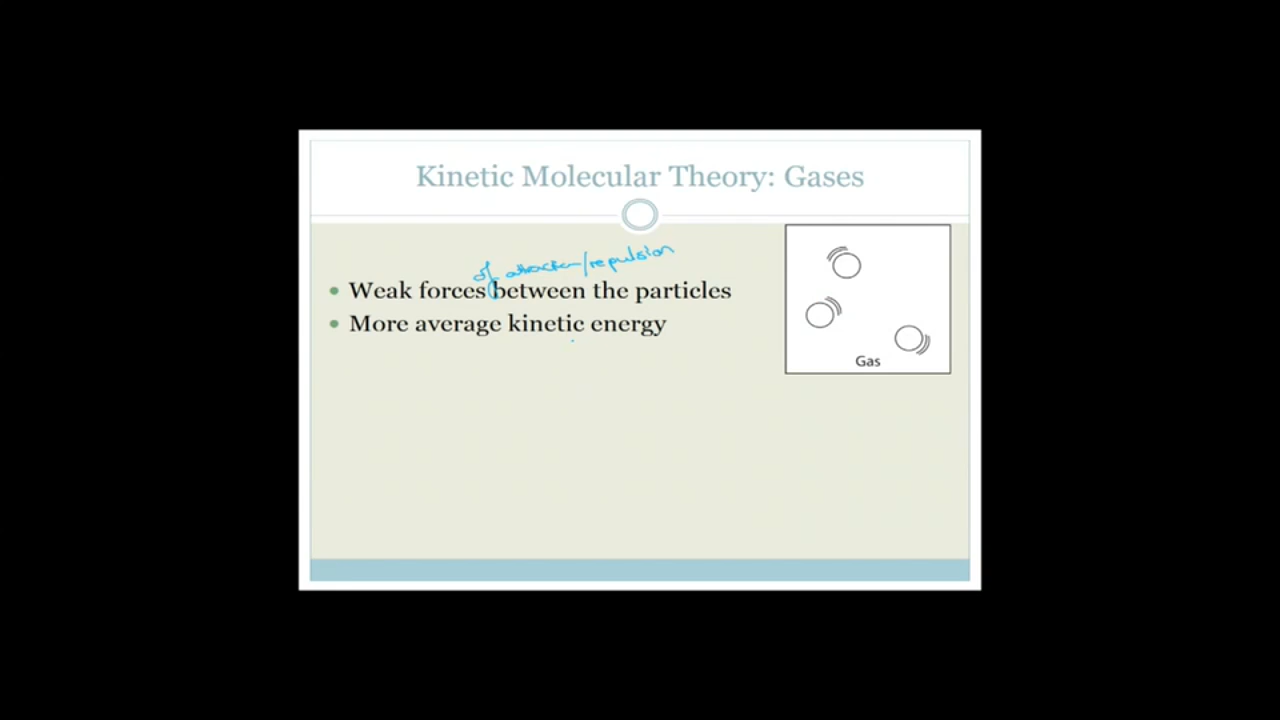 Kinetic Molecular Theory: Gases
of attraction/repulsion
Weak forces between the particles
More average kinetic energy
Gas